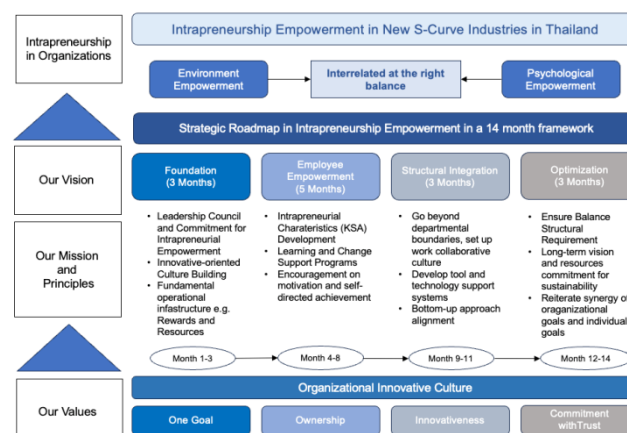 Intrapreneurship
in Organizations
Intrapreneurship Empowerment in New S-Curve Industries in Thailand
Environment
Empowerment
Interrelated at the right
balance
Psychological
Empowerment
Strategic Roadmap in Intrapreneurship Empowerment in a 14 month framework
Our Vision
Foundation
(3 Months)
Employee
Empowerment
(5 Months)
Structural Integration
(3 Months)
Optimization
(3 Months)
Our Mission
and
Principles
• Leadership Council
and Commitment for
Intrapreneurial
Empowerment
• Innovative-oriented
Culture Building
• Fundamental
operational
infastructure e.g.
Rewards and
Resources
• Intrapreneurial
Charateristics (KSA)
Development
• Learning and Change
Support Programs
• Encouragement on
motivation and self-
directed achievement
• Go beyond
departmental
boundaries, set up
work collaborative
culture
• Develop tool and
technology support
systems
• Bottom-up approach
alignment
• Ensure Balance
Structural
Requirement
• Long-term vision
and resources
commitment for
sustainability
• Reiterate synergy of
oraganizational
goals and individual
goals
Month 1-3
Month 4-8
Month 9-11
Month 12-14
Our Values
Organizational Innovative Culture
One Goal
Ownership
Innovativeness
Commitment
withTrust